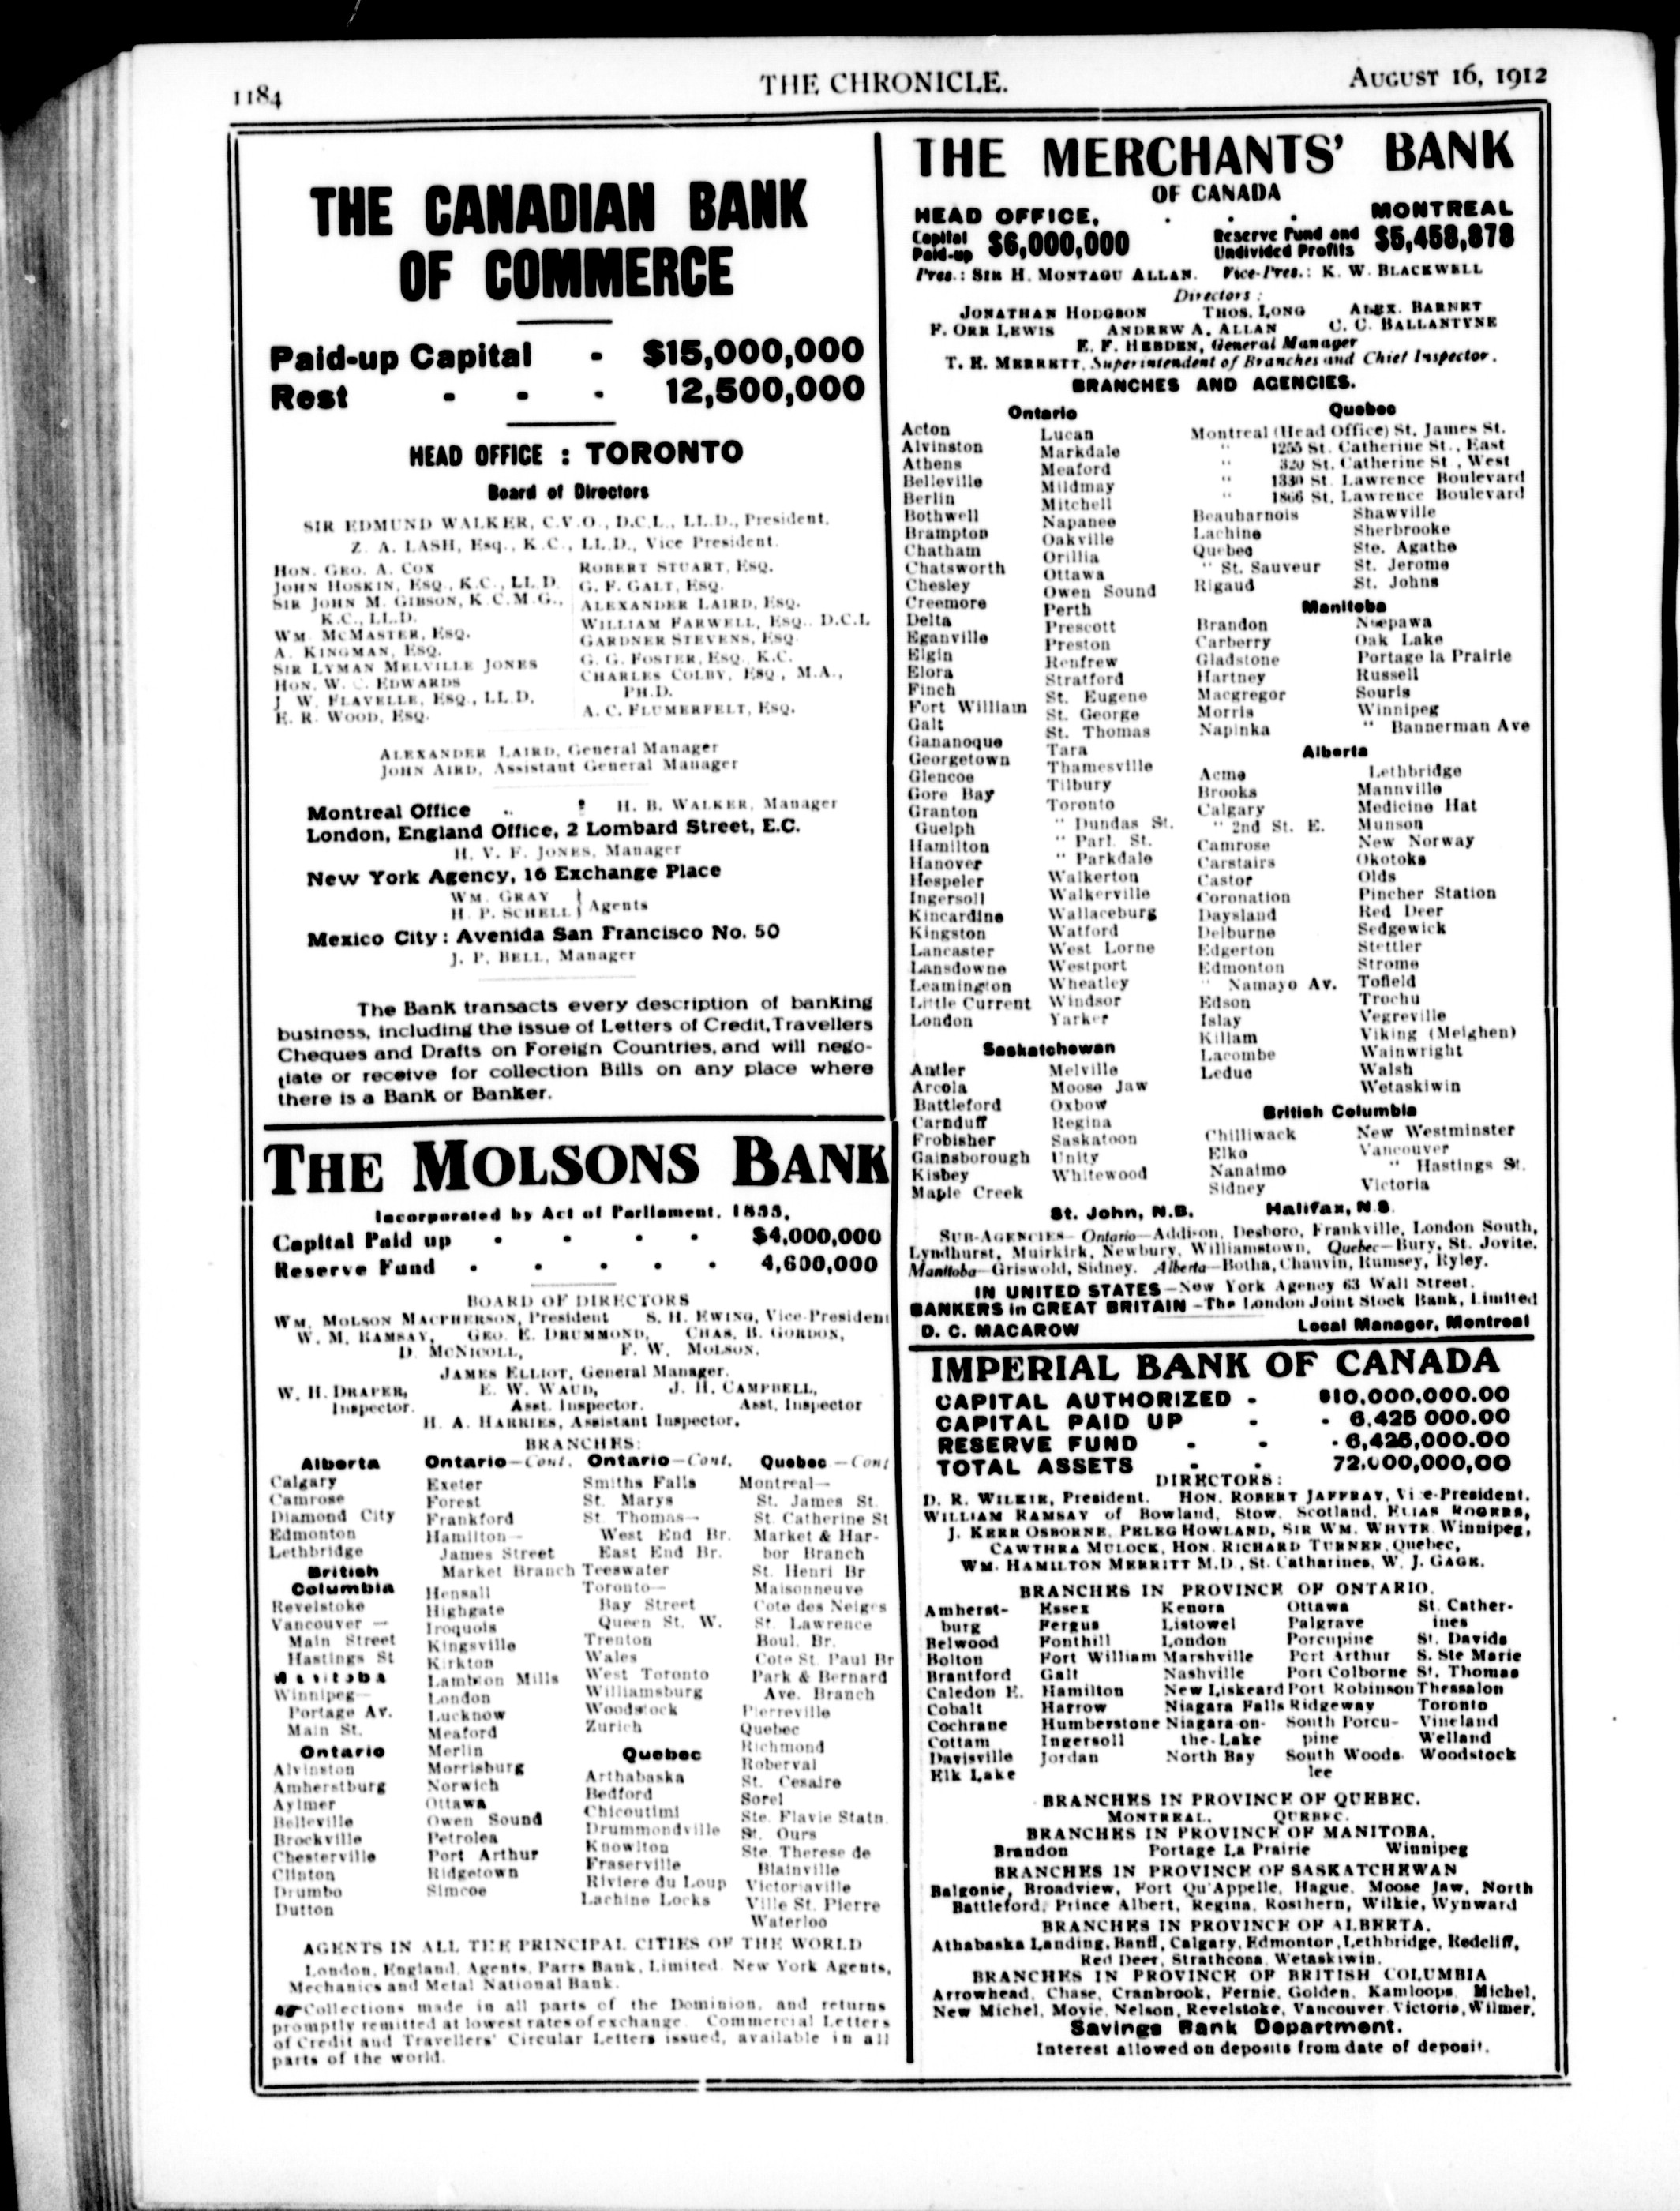 1184
THE CHRONICLE.
AUGUST 16, 1912
THE CANADIAN BANK
OF COMMERCE
Paid-up Capital - $15,000,000
Rest - - - 12,500,000
HEAD OFFICE : TORONTO
Board of Directors
SIR EDMUND WALKER, C.V.O., D.C.L., LL.D., President.
Z. A. LASH, Esq., K.C., LL.D., Vice President.
HON. GEO. A. COX
JOHN HOSKIN, ESQ., K.C., LL.D.
SIR JOHN M. GIBSON, K.C.M.G.,
K.C., LL.D.
WM. MCMASTER, ESQ.
A. KINGMAN, ESQ.
SIR LYMAN MELVILLE JONES
HON. W. C. EDWARDS
J. W. FLAVELLE, ESQ., LL.D.
E. R. WOOD, ESQ.
ROBERT STUART, ESQ.
G. F. GALT, ESQ.
ALEXANDER LAIRD, ESQ.
WILLIAM FARWELL, ESQ., D.C.L
GARDNER STEVENS, ESQ.
G. G. FOSTER, ESQ., K.C.
CHARLES COLBY, ESQ., M.A.,
PH.D.
A. C. FLUMERFELT, ESQ.
ALEXANDER LAIRD, General Manager
JOHN AIRD, Assistant General Manager
Montreal Office .. : H. B. WALKER, Manager
London, England Office, 2 Lombard Street, E.C.
H. V. F. JONES, Manager
New York Agency, 16 Exchange Place
WM. GRAY
H. P. SCHELL } Agents
Mexico City: Avenida San Francisco No. 50
J. P. BELL, Manager
The Bank transacts every description of banking
business, including the issue of Letters of Credit, Travellers
Cheques and Drafts on Foreign Countries, and will nego-
tiate or receive for collection Bills on any place where
there is a Bank or Banker.
THE MOLSONS BANK
Incorporated by Act of Parliament, 1855.
Capital Paid up - - - - $4,000,000
Reserve Fund - - - - - 4,600,000
BOARD OF DIRECTORS
WM. MOLSON MACPHERSON, President S. H. EWING, Vice-President
W. M. RAMSAY, GEO. E. DRUMMOND, CHAS. B. GORDON,
D. MCNICOLL, F. W. MOLSON.
JAMES ELLIOT, General Manager.
W. H. DRAPER, E. W. WAUD, J. H. CAMPBELL,
Inspector. Asst. Inspector. Asst. Inspector
H. A. HARRIES, Assistant Inspector.
BRANCHES:
Alberta
Calgary
Camrose
Diamond City
Edmonton
Lethbridge
British
Columbia
Revelstoke
Vancouver —
Main Street
Hastings St
Manitoba
Winnipeg—
Portage Av.
Main St.
Ontario
Alvinston
Amherstburg
Aylmer
Belleville
Brockville
Chesterville
Clinton
Drumbo
Dutton
Ontario—Cont.
Exeter
Forest
Frankford
Hamilton—
James Street
Market Branch
Hensall
Highgate
Iroquois
Kingsville
Kirkton
Lambton Mills
London
Lucknow
Meaford
Merlin
Morrisburg
Norwich
Ottawa
Owen Sound
Petrolea
Port Arthur
Ridgetown
Simcoe
Ontario—Cont.
Smiths Falls
St. Marys
St. Thomas—
West End Br.
East End Br.
Teeswater
Toronto—
Bay Street
Queen St. W.
Trenton
Wales
West Toronto
Williamsburg
Woodstock
Zurich
Quebec
Arthabaska
Bedford
Chicoutimi
Drummondville
Knowlton
Fraserville
Riviere du Loup
Lachine Locks
Quebec—Cont
Montreal—
St. James St.
St. Catherine St
Market & Har-
bor Branch
St. Henri Br
Maisonneuve
Cote des Neiges
St. Lawrence
Boul. Br.
Cote St. Paul Br
Park & Bernard
Ave. Branch
Pierreville
Quebec
Richmond
Roberval
St. Cesaire
Sorel
Ste. Flavie Statn.
St. Ours
Ste. Therese de
Blainville
Victoriaville
Ville St. Pierre
Waterloo
AGENTS IN ALL THE PRINCIPAL CITIES OF THE WORLD
London, England, Agents, Parrs Bank, Limited. New York Agents,
Mechanics and Metal National Bank.
☛Collections made in all parts of the Dominion, and returns
promptly remitted at lowest rates of exchange. Commercial Letters
of Credit and Travellers' Circular Letters issued, available in all
parts of the world.
THE MERCHANTS' BANK
OF CANADA
HEAD OFFICE, . . . MONTREAL
Capital Paid-up $6,000,000 Reserve Fund and Undivided Profits $5,458,878
Pres.: SIR H. MONTAGU ALLAN. Vice-Pres.: K. W. BLACKWELL
Directors:
JONATHAN HODGSON THOS. LONG ALEX. BARNET
F. ORR LEWIS ANDREW A. ALLAN C. C. BALLANTYNE
E. F. HEBDEN, General Manager
T. E. MERRETT, Superintendent of Branches and Chief Inspector.
BRANCHES AND AGENCIES.
Ontario
Acton
Alvinston
Athens
Belleville
Berlin
Bothwell
Brampton
Chatham
Chatsworth
Chesley
Creemore
Delta
Eganville
Elgin
Elora
Finch
Fort William
Galt
Gananoque
Georgetown
Glencoe
Gore Bay
Granton
Guelph
Hamilton
Hanover
Hespeler
Ingersoll
Kincardine
Kingston
Lancaster
Lansdowne
Leamington
Little Current
London
Lucan
Markdale
Meaford
Mildmay
Mitchell
Napanee
Oakville
Orillia
Ottawa
Owen Sound
Perth
Prescott
Preston
Renfrew
Stratford
St. Eugene
St. George
St. Thomas
Tara
Thamesville
Tilbury
Toronto
" Dundas St.
" Parl. St.
" Parkdale
Walkerton
Walkerville
Wallaceburg
Watford
West Lorne
Westport
Wheatley
Windsor
Yarker
Saskatchewan
Antler
Arcola
Battleford
Carnduff
Frobisher
Gainsborough
Kisbey
Maple Creek
Melville
Moose Jaw
Oxbow
Regina
Saskatoon
Unity
Whitewood
Quebec
Montreal (Head Office) St. James St.
" 1255 St. Catherine St., East
" 320 St. Catherine St., West
" 1330 St. Lawrence Boulevard
" 1866 St. Lawrence Boulevard
Beauharnois
Lachine
Quebec
" St. Sauveur
Rigaud
Shawville
Sherbrooke
Ste. Agathe
St. Jerome
St. Johns
Manitoba
Brandon
Carberry
Gladstone
Hartney
Macgregor
Morris
Napinka
Neepawa
Oak Lake
Portage la Prairie
Russell
Souris
Winnipeg
" Bannerman Ave
Alberta
Acme
Brooks
Calgary
" 2nd St. E.
Camrose
Carstairs
Castor
Coronation
Daysland
Delburne
Edgerton
Edmonton
" Namayo Av.
Edson
Islay
Killam
Lacombe
Leduc
Lethbridge
Mannville
Medicine Hat
Munson
New Norway
Okotoks
Olds
Pincher Station
Red Deer
Sedgewick
Stettler
Strome
Tofield
Trochu
Vegreville
Viking (Meighen)
Wainwright
Walsh
Wetaskiwin
British Columbia
Chilliwack
Elko
Nanaimo
Sidney
New Westminster
Vancouver
" Hastings St.
Victoria
St. John, N.B. Halifax, N.S.
SUB-AGENCIES—Ontario—Addison, Desboro, Frankville, London South,
Lyndhurst, Muirkirk, Newbury, Williamstown. Quebec—Bury, St. Jovite.
Manitoba—Griswold, Sidney. Alberta—Botha, Chauvin, Rumsey, Ryley.
IN UNITED STATES—New York Agency 63 Wall Street.
BANKERS in GREAT BRITAIN—The London Joint Stock Bank, Limited
D. C. MACAROW Local Manager, Montreal
IMPERIAL BANK OF CANADA
CAPITAL AUTHORIZED - $10,000,000.00
CAPITAL PAID UP - - 6,425 000.00
RESERVE FUND - - - 6,425,000.00
TOTAL ASSETS - - 72,000,000,00
DIRECTORS:
D. R. WILKIE, President. HON. ROBERT JAFFRAY, Vice-President.
WILLIAM RAMSAY of Bowland, Stow, Scotland, ELIAS ROGERS,
J. KERR OSBORNE, PELEG HOWLAND, SIR WM. WHYTE Winnipeg,
CAWTHRA MULOCK, HON. RICHARD TURNER, Quebec,
WM. HAMILTON MERRITT M.D., St. Catharines, W. J. GAGE.
BRANCHES IN PROVINCE OF ONTARIO.
Amherst-
burg
Belwood
Bolton
Brantford
Caledon E.
Cobalt
Cochrane
Cottam
Davisville
Elk Lake
Essex
Fergus
Fonthill
Fort William
Galt
Hamilton
Harrow
Humberstone
Ingersoll
Jordan
Kenora
Listowel
London
Marshville
Nashville
New Liskeard
Niagara Falls
Niagara-on-
the-Lake
North Bay
Ottawa
Palgrave
Porcupine
Port Arthur
Port Colborne
Port Robinson
Ridgeway
South Porcu-
pine
South Woods-
lee
St. Cather-
ines
St. Davids
S. Ste Marie
St. Thomas
Thessalon
Toronto
Vineland
Welland
Woodstock
BRANCHES IN PROVINCE OF QUEBEC.
MONTREAL, QUEBEC.
BRANCHES IN PROVINCE OF MANITOBA.
Brandon Portage La Prairie Winnipeg
BRANCHES IN PROVINCE OF SASKATCHEWAN
Balgonie, Broadview, Fort Qu'Appelle, Hague, Moose Jaw, North
Battleford, Prince Albert, Regina, Rosthern, Wilkie, Wynward
BRANCHES IN PROVINCE OF ALBERTA.
Athabaska Landing, Banff, Calgary, Edmonton, Lethbridge, Redcliff,
Red Deer, Strathcona, Wetaskiwin.
BRANCHES IN PROVINCE OF BRITISH COLUMBIA
Arrowhead, Chase, Cranbrook, Fernie, Golden, Kamloops, Michel,
New Michel, Moyie, Nelson, Revelstoke, Vancouver Victoria, Wilmer.
Savings Bank Department.
Interest allowed on deposits from date of deposit.